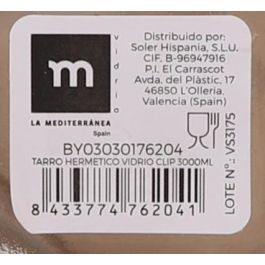 m
vidrio
LA MEDITERRÁNEA
Spain
Distribuido por:
Soler Hispania, S.L.U.
CIF. B-96947916
P.I. El Carrascot
Avda. del Plàstic, 17
46850 L'Olleria.
Valencia (Spain)
LOTE Nº.: VS3175
BY03030176204
TARRO HERMETICO VIDRIO CLIP 3000ML
8 433774 762041